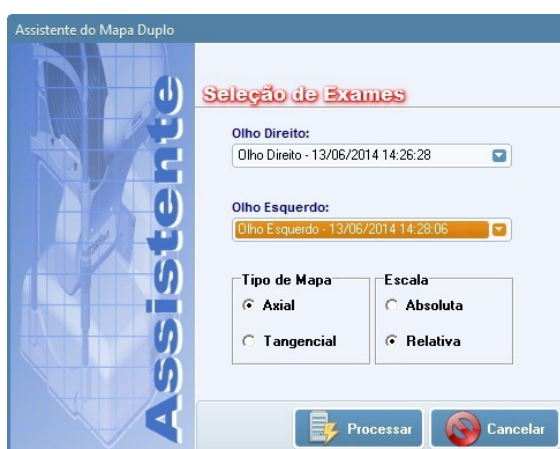 Assistente do Mapa Duplo
Assistente
Seleção de Exames
Olho Direito:
Olho Direito - 13/06/2014 14:26:28
Olho Esquerdo:
Olho Esquerdo - 13/06/2014 14:28:06
Tipo de Mapa
Axial
Tangencial
Escala
Absoluta
Relativa
Processar
Cancelar